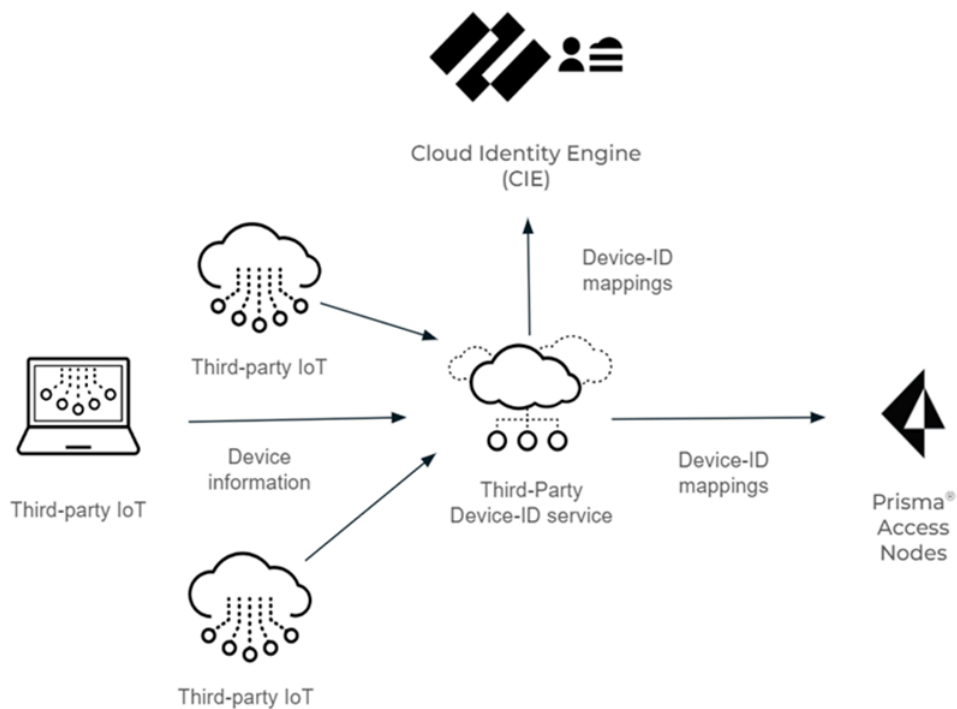 Cloud Identity Engine
(CIE)
Device-ID
mappings
Third-party IoT
Device
information
Third-party IoT
Third-Party
Device-ID service
Device-ID
mappings
Prisma®
Access
Nodes
Third-party IoT